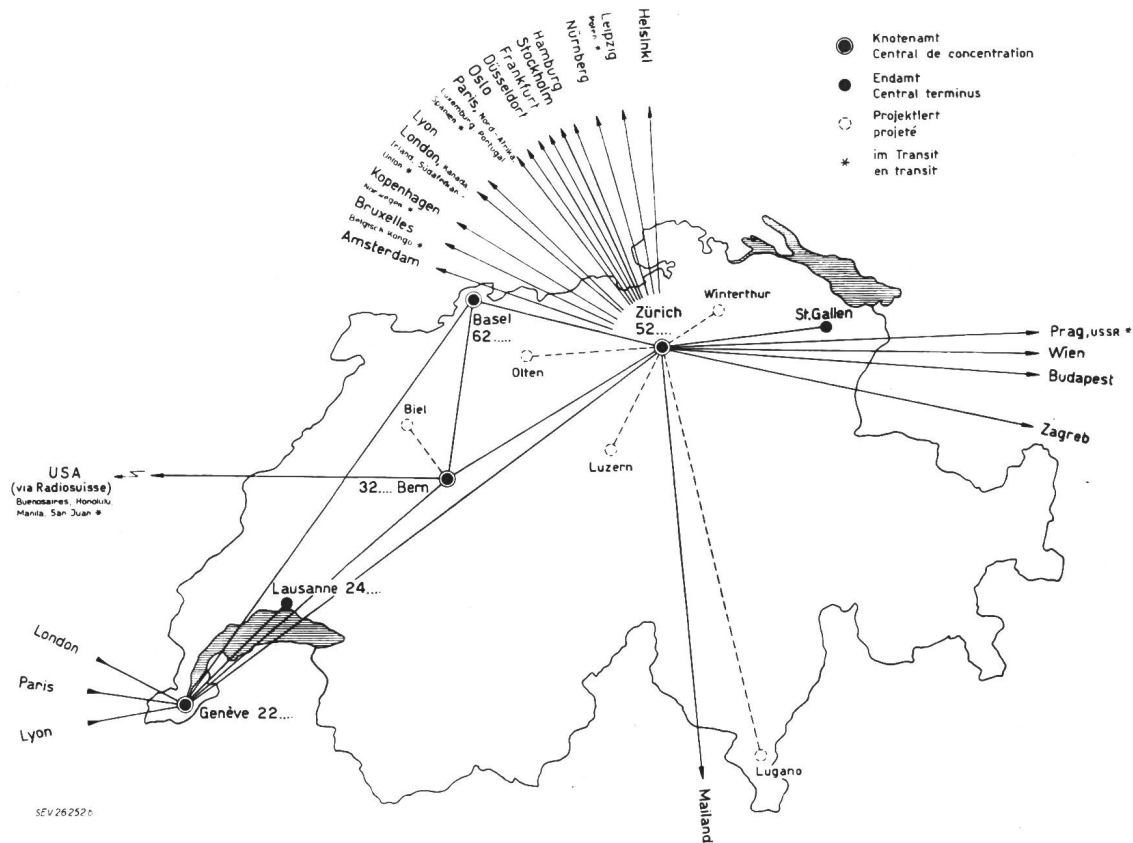 Helsinki
Leipzig
Polen *
Nürnberg
Hamburg
Stockholm
Frankfurt
Düsseldorf
Oslo
Paris, Nord-Afrika
Luxemburg, Portugal
Spanien *
Lyon
London, Kanada
Irland, Südafrikan.-
Union *
Kopenhagen
Norwegen *
Bruxelles
Belgisch Kongo *
Amsterdam
Knotenamt
Central de concentration
Endamt
Central terminus
Projektiert
projeté
* im Transit
en transit
Basel
62.....
Zürich
52....
Winterthur
St.Gallen
Olten
Biel
Luzern
32.... Bern
Prag, USSR *
Wien
Budapest
Zagreb
USA
(via Radiosuisse)
Buenosaires, Honolulu,
Manila, San Juan *
Lausanne 24....
London
Paris
Lyon
Genève 22....
Lugano
Mailand
SEV26252b